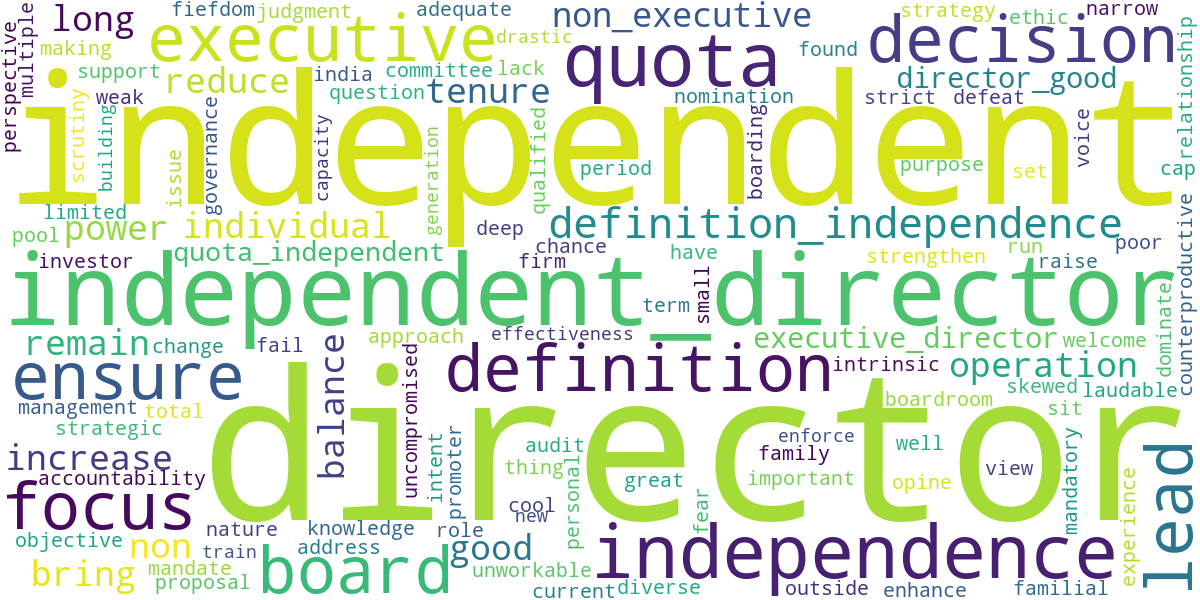 long
fiefdom
judgment
adequate
non_executive
strategy
ethic
narrow
perspective
multiple
making
executive
drastic
quota
found
decision
relationship
support
reduce
india
committee
lack
director_good
weak
question
tenure
nomination
strict
defeat
independent
scrutiny
building
issue
governance
capacity
generation
qualified
period
boarding
purpose
set
voice
cap
limited
pool
power
individual
deep
definition_independence
poor
investor
quota_independent
chance
firm
have
strengthen
run
raise
independent_director
term
small
counterproductive
dominate
remain
change
fail
approach
effectiveness
executive_director
welcome
ensure
balance
uncompromised
definition
intrinsic
operation
management
total
strategic
director
boardroom
skewed
laudable
sit
increase
accountability
intent
promoter
audit
thing
personal
family
enforce
great
important
well
opine
view
mandatory
experience
lead
focus
nature
knowledge
cool
new
role
fear
objective
non
train
address
good
independence
bring
mandate
proposal
board
unworkable
current
diverse
outside
enhance
familial